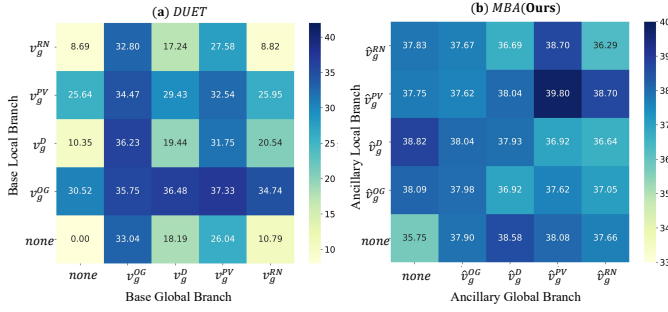 (a) DUET
v_g^RN 8.69 32.80 17.24 27.58 8.82
v_g^PV 25.64 34.47 29.43 32.54 25.95
v_g^D 10.35 36.23 19.44 31.75 20.54
v_g^OG 30.52 35.75 36.48 37.33 34.74
none 0.00 33.04 18.19 26.04 10.79
none v_g^OG v_g^D v_g^PV v_g^RN
Base Global Branch
Base Local Branch
40
35
30
25
20
15
10
(b) MBA(Ours)
v̂_g^RN 37.83 37.67 36.69 38.70 36.29
v̂_g^PV 37.75 37.62 38.04 39.80 38.70
v̂_g^D 38.82 38.04 37.93 36.92 36.64
v̂_g^OG 38.09 37.98 36.92 37.62 37.05
none 35.75 37.90 38.58 38.08 37.66
none v̂_g^OG v̂_g^D v̂_g^PV v̂_g^RN
Ancillary Global Branch
Ancillary Local Branch